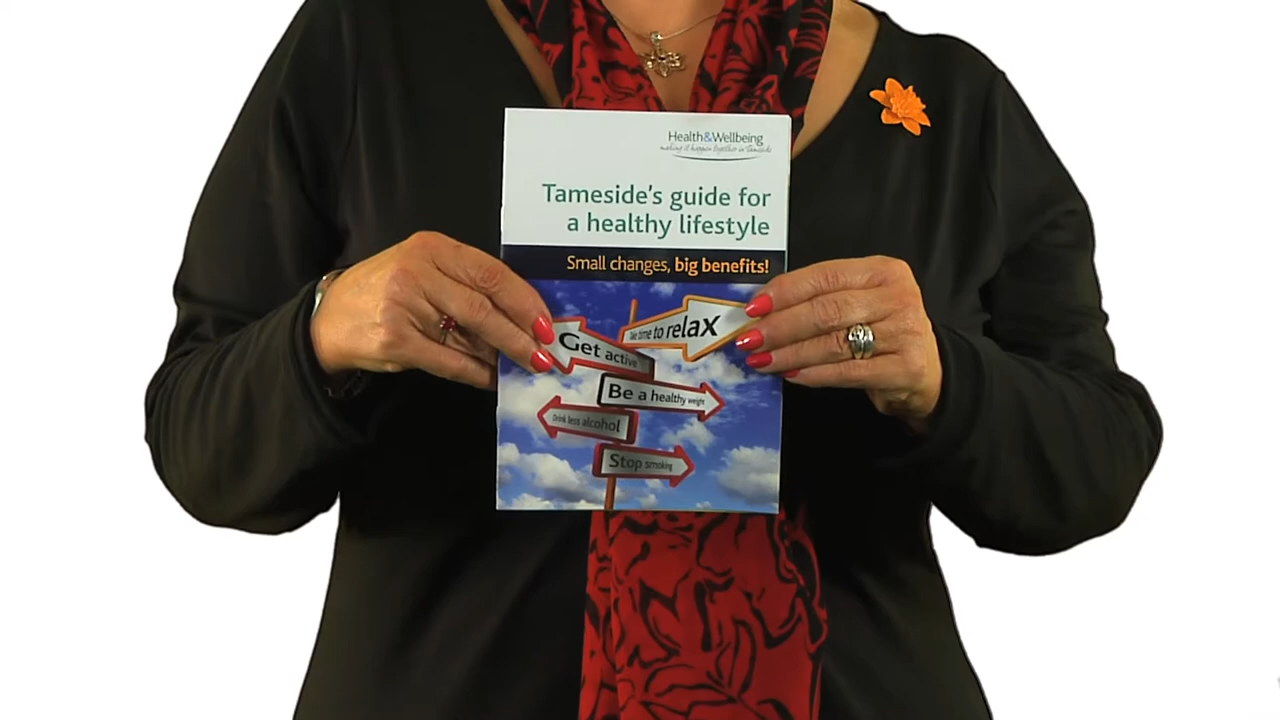 Health&Wellbeing
making it happen together in Tameside
Tameside's guide for
a healthy lifestyle
Small changes, big benefits!
Take time to relax
Get active
Be a healthy weight
Drink less alcohol
Stop smoking